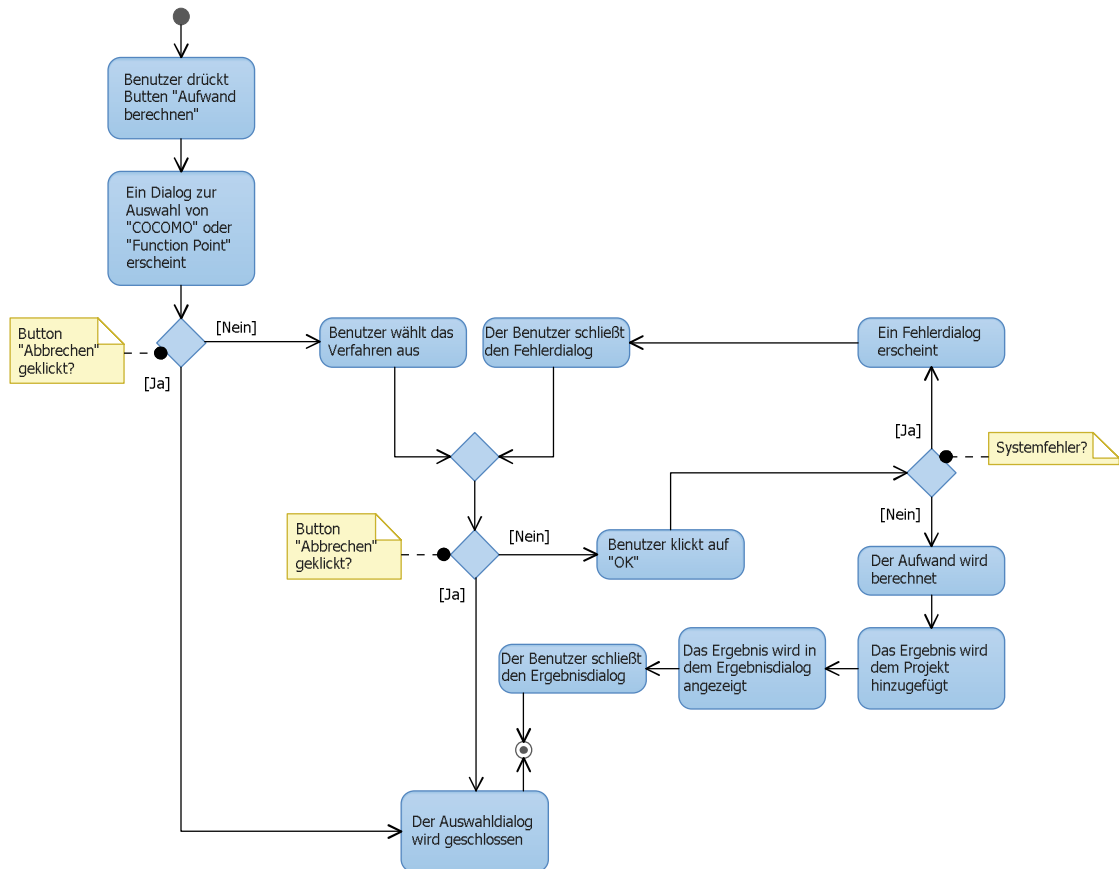 Benutzer drückt
Butten "Aufwand
berechnen"
Ein Dialog zur
Auswahl von
"COCOMO" oder
"Function Point"
erscheint
Button
"Abbrechen"
geklickt?
[Nein]
[Ja]
Benutzer wählt das
Verfahren aus
Der Benutzer schließt
den Fehlerdialog
Ein Fehlerdialog
erscheint
[Ja]
Systemfehler?
[Nein]
Button
"Abbrechen"
geklickt?
[Nein]
[Ja]
Benutzer klickt auf
"OK"
Der Aufwand wird
berechnet
Das Ergebnis wird
dem Projekt
hinzugefügt
Das Ergebnis wird in
dem Ergebnisdialog
angezeigt
Der Benutzer schließt
den Ergebnisdialog
Der Auswahldialog
wird geschlossen